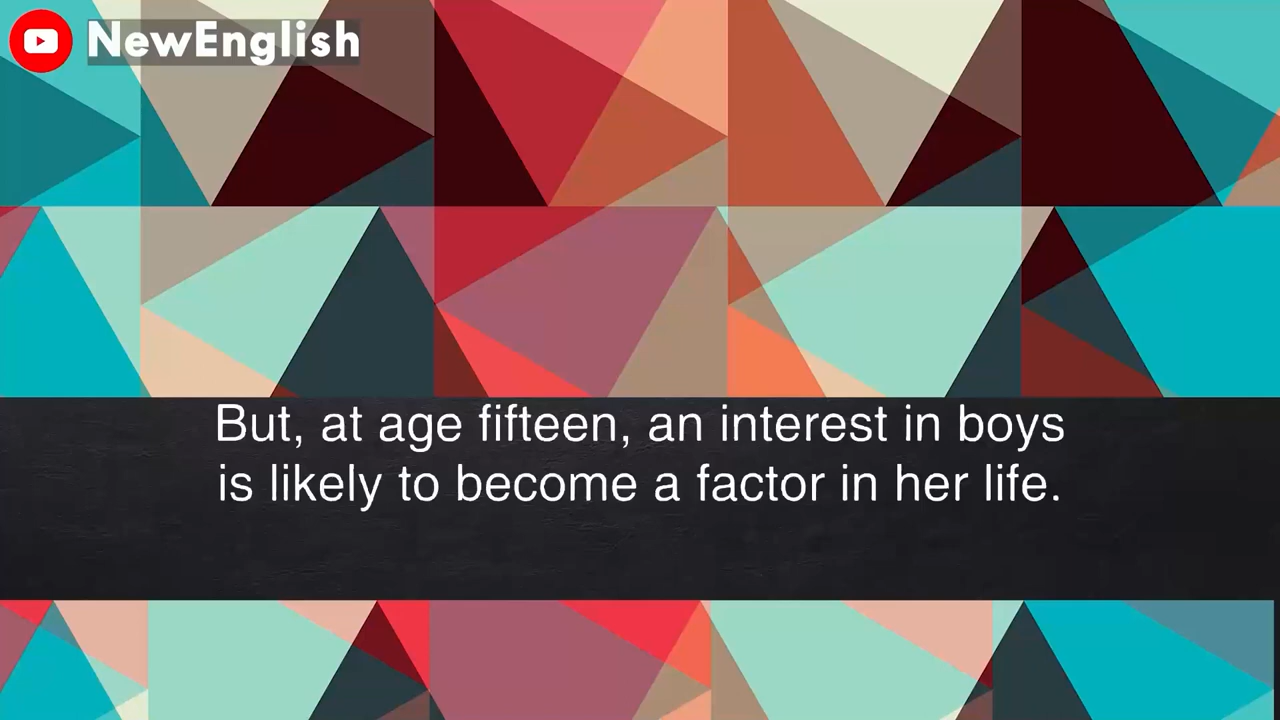 NewEnglish
But, at age fifteen, an interest in boys
is likely to become a factor in her life.